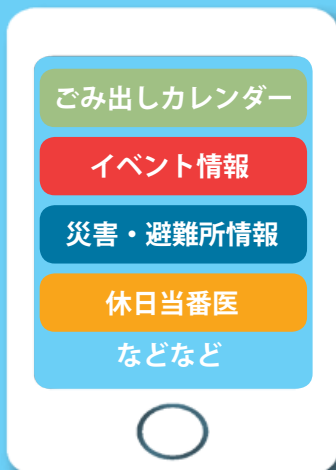 ごみ出しカレンダー
イベント情報
災害・避難所情報
休日当番医
などなど